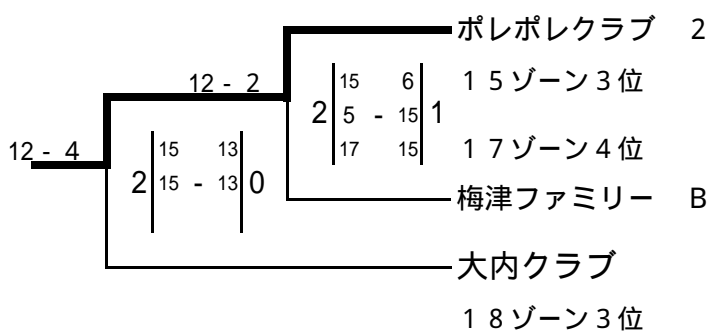 ポレポレクラブ 2
12 - 2
15 6
１５ゾーン３位
2 5 - 15 1
17 15
１７ゾーン４位
12 - 4
15 13
2 15 - 13 0
梅津ファミリー B
大内クラブ
１８ゾーン３位